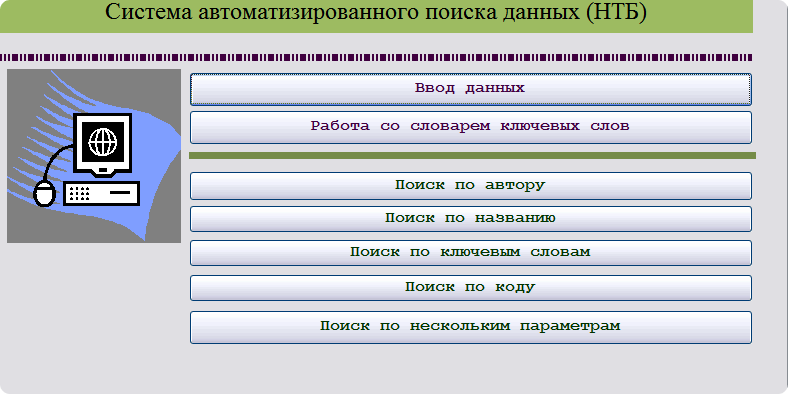 Система автоматизированного поиска данных (НТБ)
Ввод данных
Работа со словарем ключевых слов
Поиск по автору
Поиск по названию
Поиск по ключевым словам
Поиск по коду
Поиск по нескольким параметрам